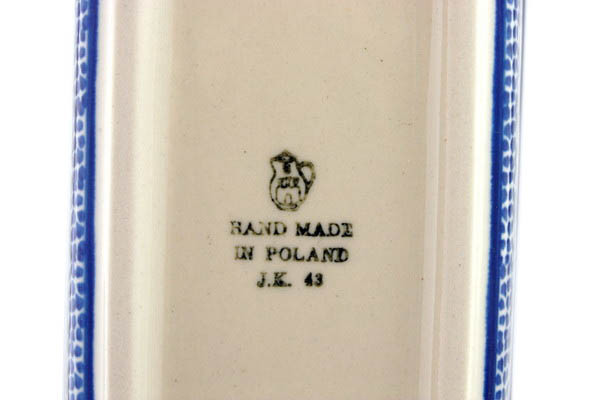 HAND MADE
IN POLAND
J.K. 43